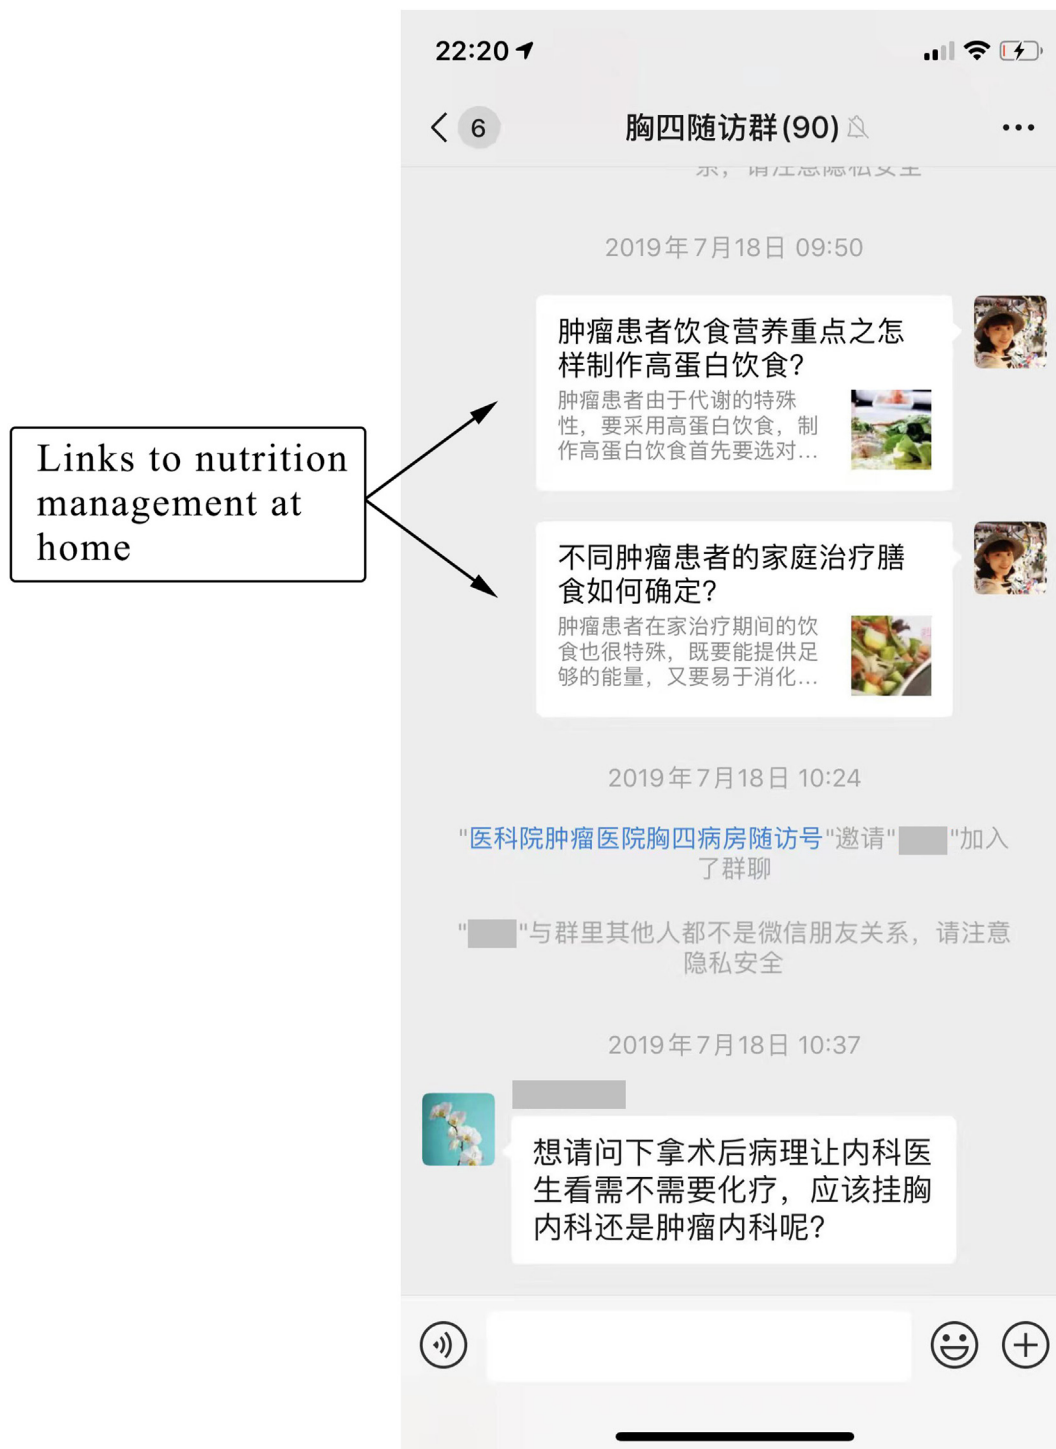 22:20
6
胸四随访群(90)
系，请注意隐私安全
2019年7月18日 09:50
肿瘤患者饮食营养重点之怎
样制作高蛋白饮食?
肿瘤患者由于代谢的特殊
性，要采用高蛋白饮食，制
作高蛋白饮食首先要选对...
Links to nutrition
management at
home
不同肿瘤患者的家庭治疗膳
食如何确定?
肿瘤患者在家治疗期间的饮
食也很特殊，既要能提供足
够的能量，又要易于消化...
2019年7月18日 10:24
"医科院肿瘤医院胸四病房随访号"邀请""加入
了群聊
""与群里其他人都不是微信朋友关系，请注意
隐私安全
2019年7月18日 10:37
想请问下拿术后病理让内科医
生看需不需要化疗，应该挂胸
内科还是肿瘤内科呢?